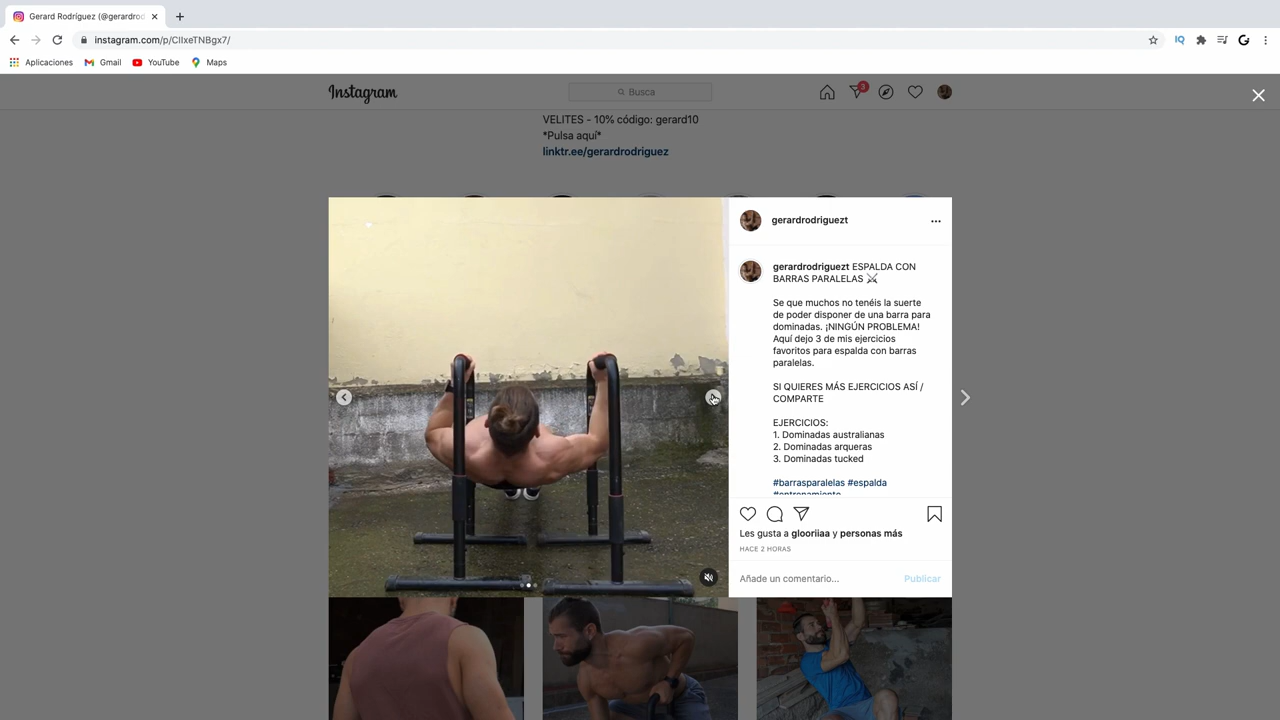 Gerard Rodríguez (@gerardrod
instagram.com/p/CIIxeTNBgx7/
Aplicaciones
Gmail
YouTube
Maps
Instagram
Busca
3
VELITES - 10% código: gerard10
*Pulsa aquí*
linktr.ee/gerardrodriguez
gerardrodriguezt
gerardrodriguezt ESPALDA CON
BARRAS PARALELAS
Se que muchos no tenéis la suerte
de poder disponer de una barra para
dominadas. ¡NINGÚN PROBLEMA!
Aquí dejo 3 de mis ejercicios
favoritos para espalda con barras
paralelas.
SI QUIERES MÁS EJERCICIOS ASÍ /
COMPARTE
EJERCICIOS:
1. Dominadas australianas
2. Dominadas arqueras
3. Dominadas tucked
#barrasparalelas #espalda
#entrenamiento
Les gusta a glooriiaa y personas más
HACE 2 HORAS
Añade un comentario...
Publicar